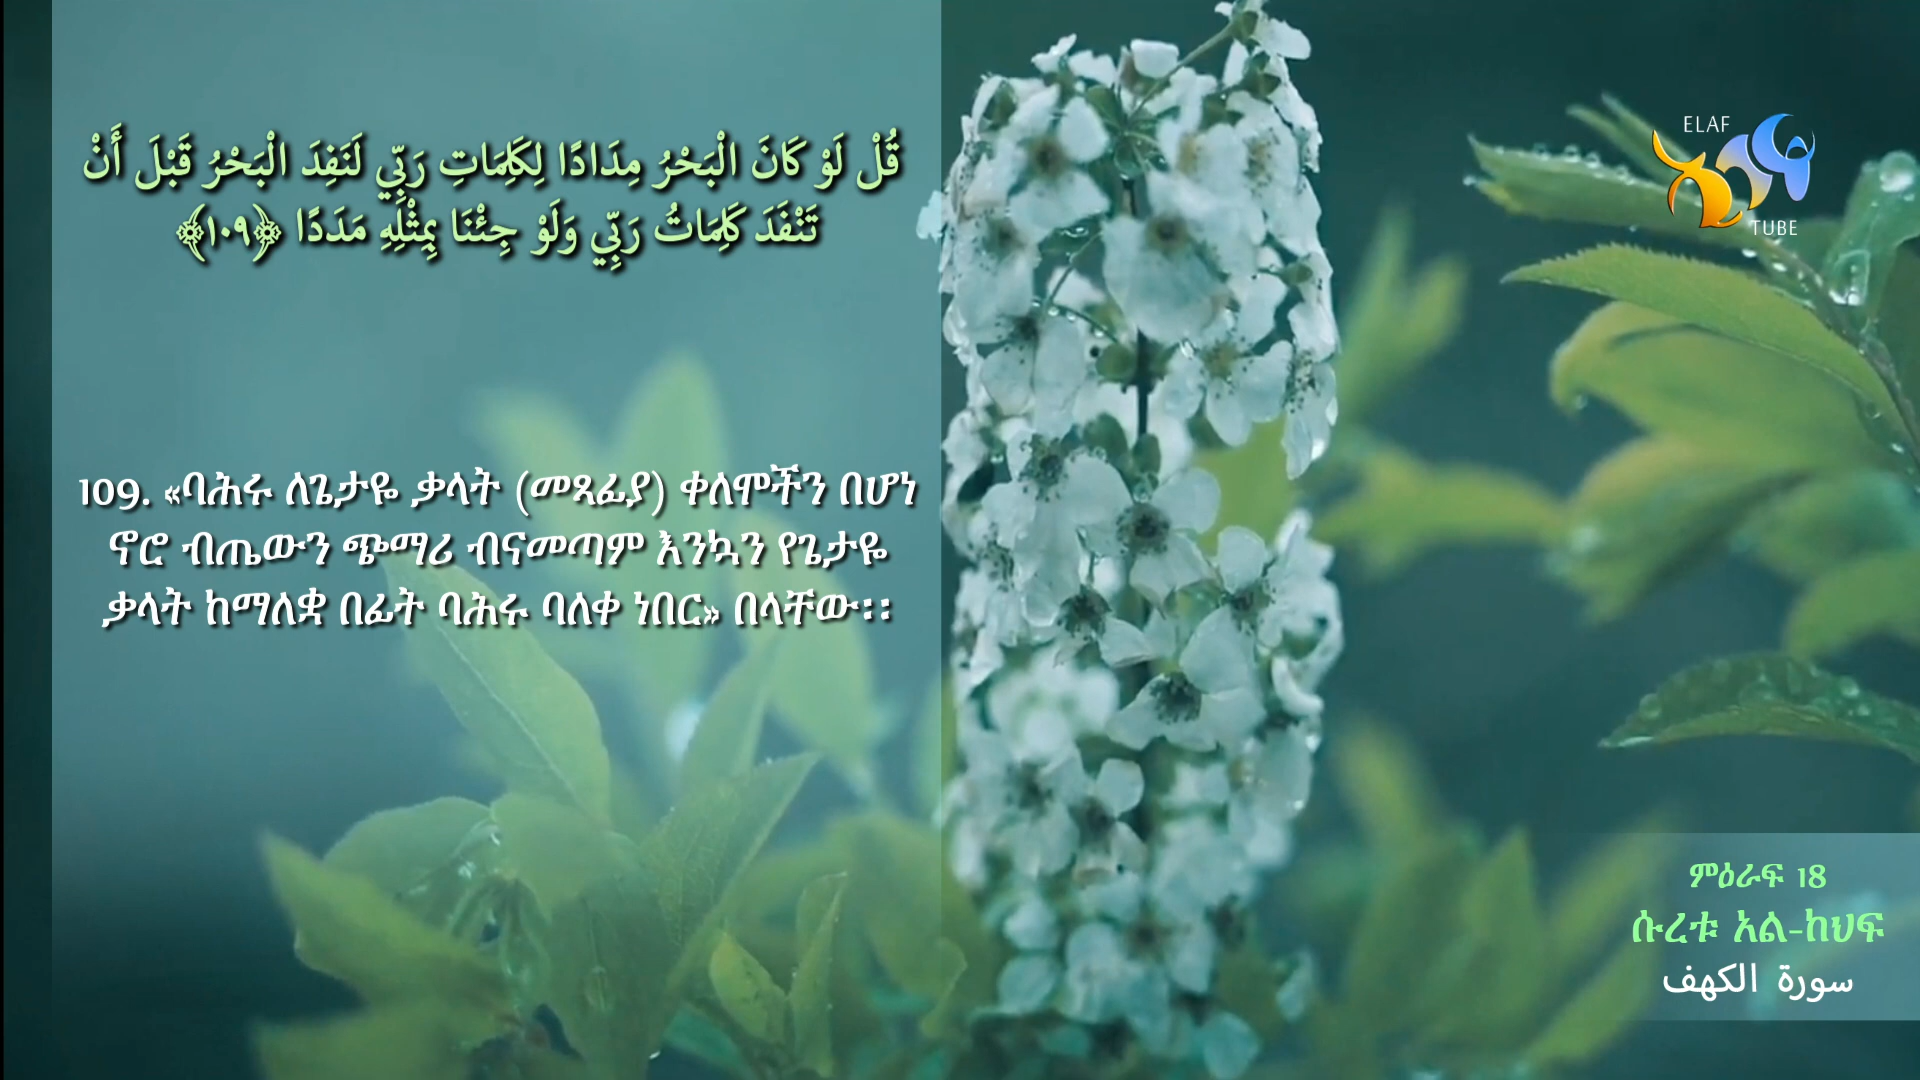 قُلْ لَوْ كَانَ الْبَحْرُ مِدَادًا لِكَلِمَاتِ رَبِّي لَنَفِدَ الْبَحْرُ قَبْلَ أَنْ
تَنْفَدَ كَلِمَاتُ رَبِّي وَلَوْ جِئْنَا بِمِثْلِهِ مَدَدًا ﴿١٠٩﴾
109. «ባሕሩ ለጌታዬ ቃላት (መጻፊያ) ቀለሞችን በሆነ
ኖሮ ብጤውን ጭማሪ ብናመጣም እንኳን የጌታዬ
ቃላት ከማለቋ በፊት ባሕሩ ባለቀ ነበር» በላቸው፡፡
ELAF
TUBE
ምዕራፍ 18
ሱረቱ አል-ከህፍ
سورة الكهف